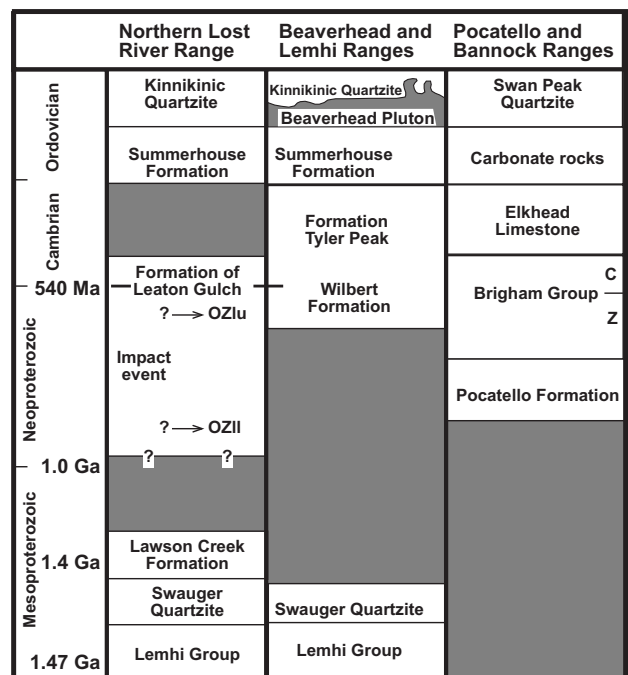 Northern Lost
River Range
Beaverhead and
Lemhi Ranges
Pocatello and
Bannock Ranges
Ordovician
Cambrian
540 Ma
Neoproterozoic
1.0 Ga
Mesoproterozoic
1.4 Ga
1.47 Ga
Kinnikinic
Quartzite
Summerhouse
Formation
Formation of
Leaton Gulch
? → OZlu
Impact
event
? → OZll
? ?
Lawson Creek
Formation
Swauger
Quartzite
Lemhi Group
Kinnikinic Quartzite
Beaverhead Pluton
Summerhouse
Formation
Formation
Tyler Peak
Wilbert
Formation
Swauger Quartzite
Lemhi Group
Swan Peak
Quartzite
Carbonate rocks
Elkhead
Limestone
C
Brigham Group
Z
Pocatello Formation